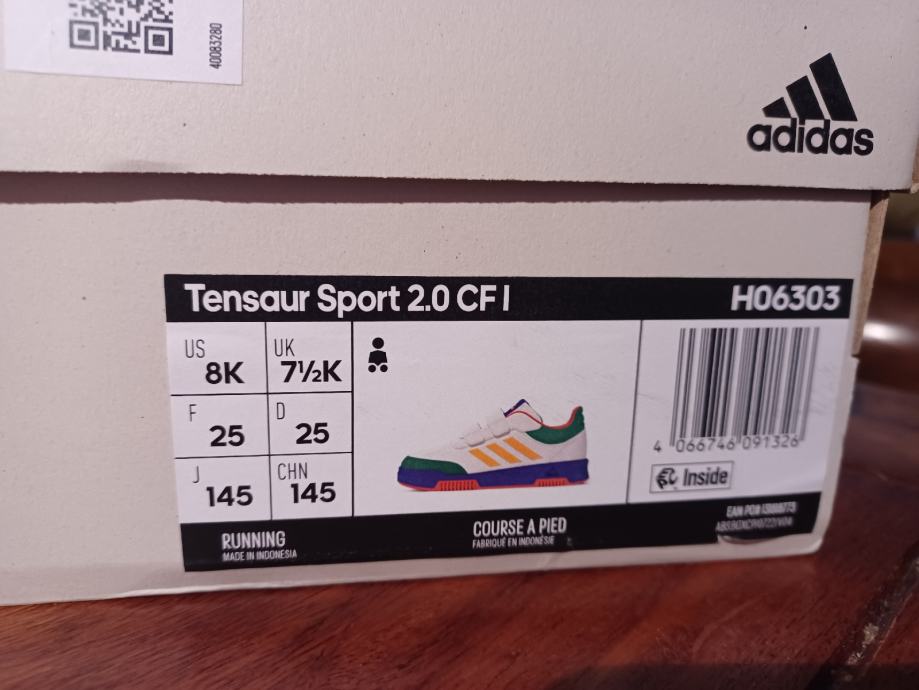 40083280
adidas
Tensaur Sport 2.0 CF I
H06303
US
8K
UK
7½K
F
25
D
25
J
145
CHN
145
4 066746 091326
Inside
RUNNING
MADE IN INDONESIA
COURSE A PIED
FABRIQUÉ EN INDONÉSIE